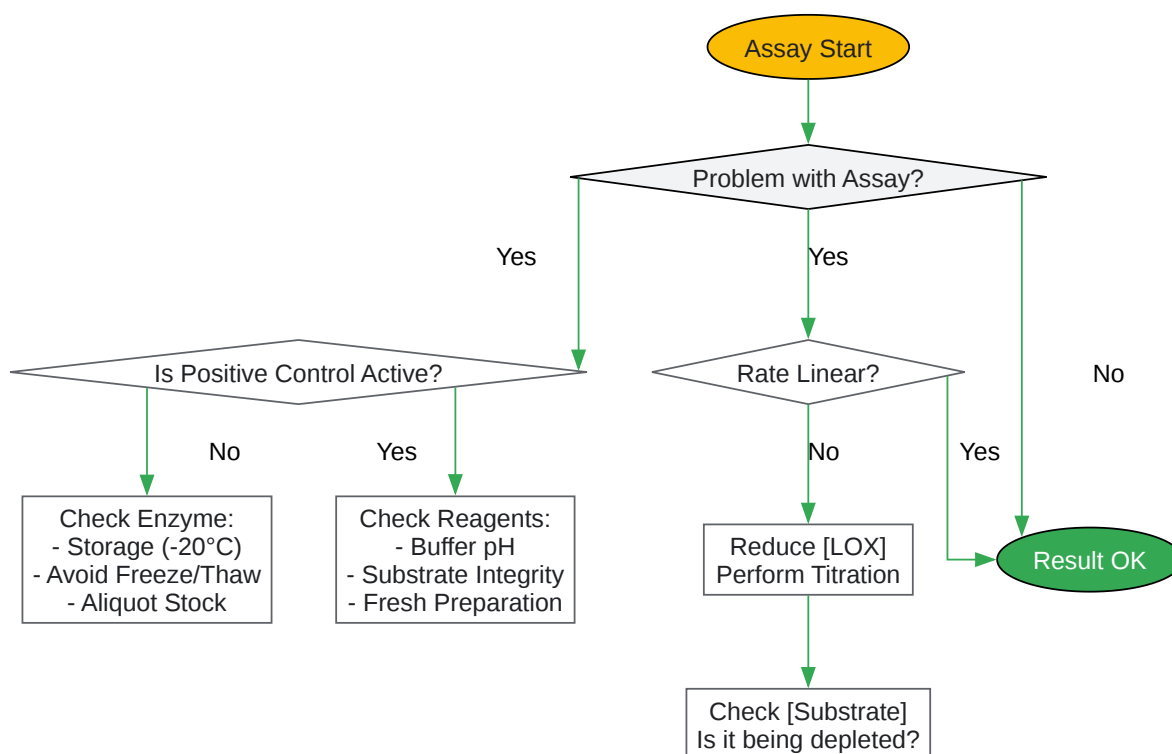 Assay Start
Problem with Assay?
Yes
Yes
No
Is Positive Control Active?
Rate Linear?
No
Yes
No
Yes
Check Enzyme:
- Storage (-20°C)
- Avoid Freeze/Thaw
- Aliquot Stock
Check Reagents:
- Buffer pH
- Substrate Integrity
- Fresh Preparation
Reduce [LOX]
Perform Titration
Result OK
Check [Substrate]
Is it being depleted?